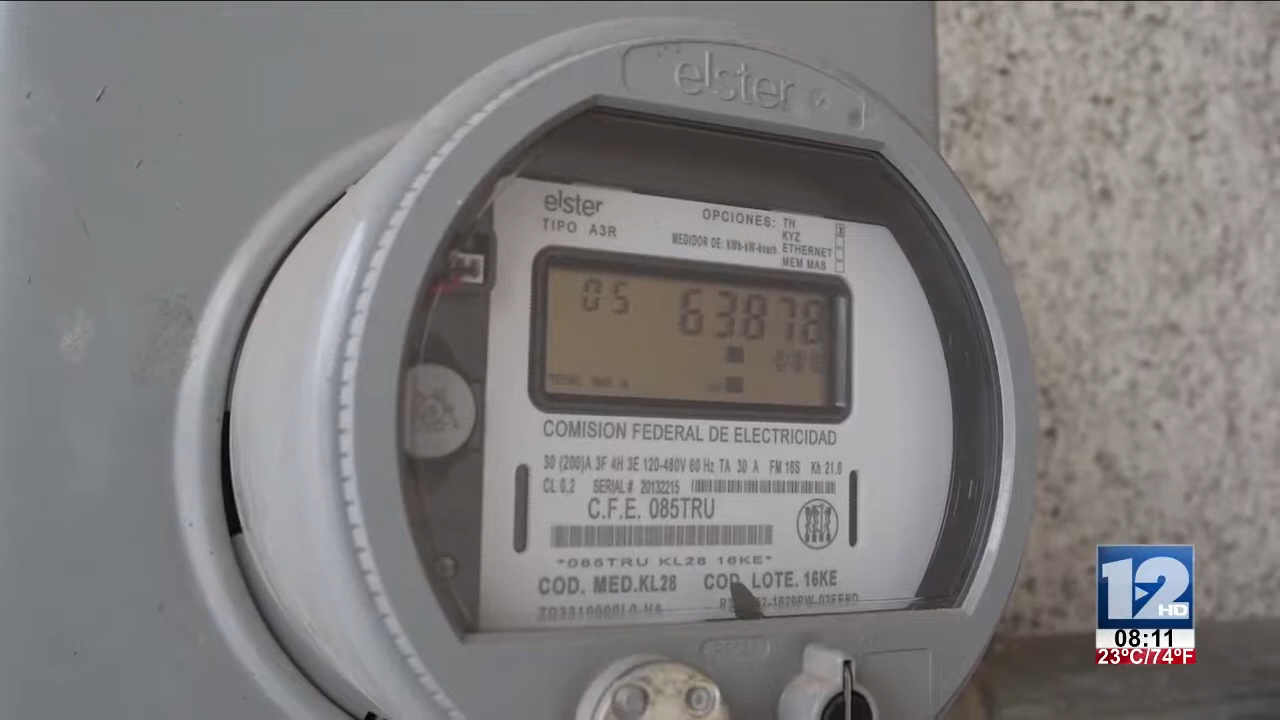 elster
elster
TIPO A3R
OPCIONES: TN
KYZ
ETHERNET
MEM MAS
MEDIDOR DE: kWh-kW-kvarh
05 63878
COMISION FEDERAL DE ELECTRICIDAD
30 (200)A 3F 4H 3E 120-480V 60 Hz TA 30 A FM 16S Kh 21.6
CL 0.2 SERIAL # 20132215
C.F.E. 085TRU
*085TRU KL28 16KE*
COD. MED.KL28 COD. LOTE. 16KE
12
HD
08:11
23ºC/74ºF